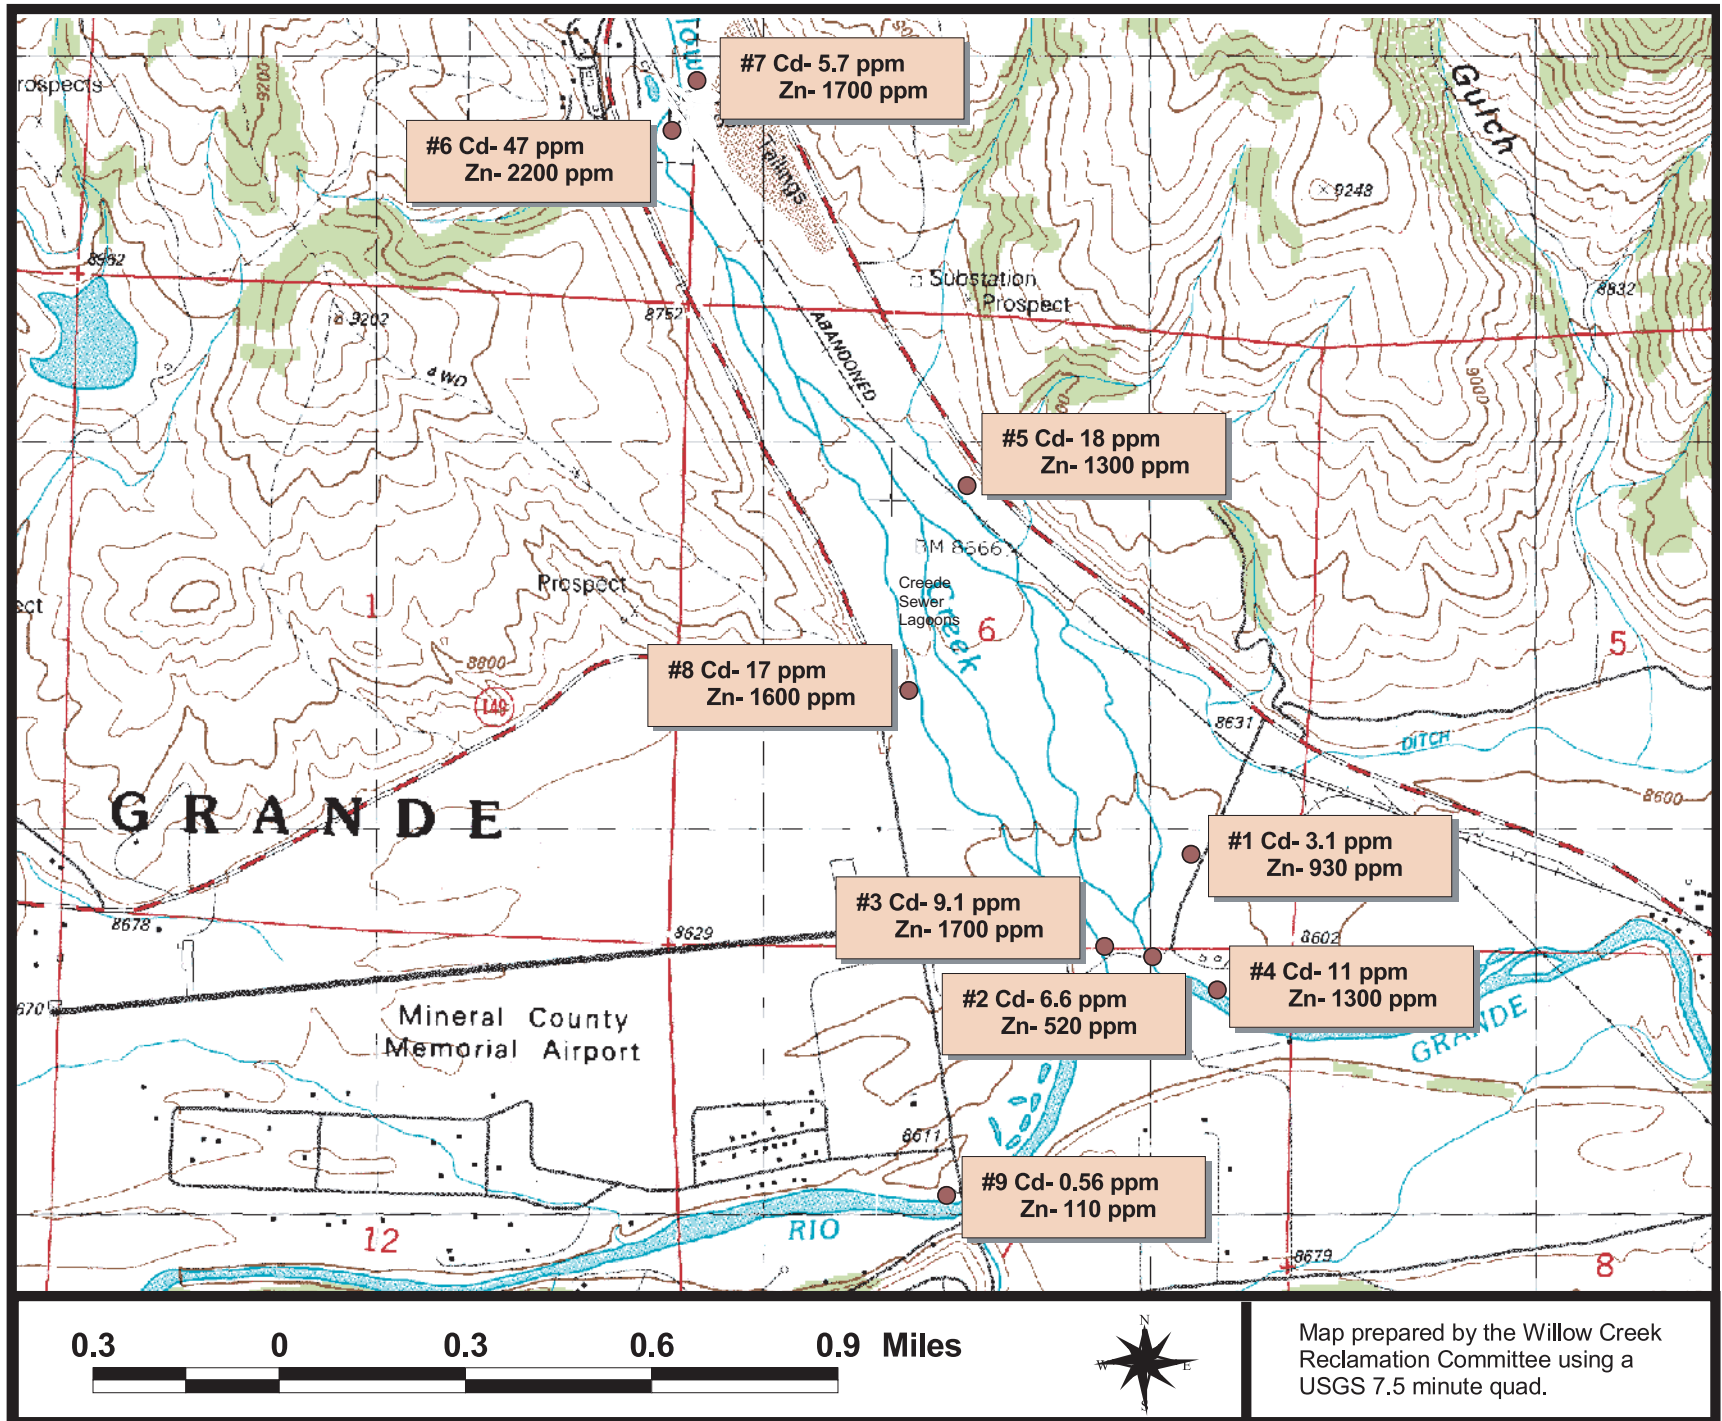 low
#7 Cd- 5.7 ppm
Zn- 1700 ppm
rospects
9200
Gulch
#6 Cd- 47 ppm
Zn- 2200 ppm
Tailings
9248
8982
Substation
Prospect
8832
9202
8752
ABANDONED
4WD
9000
#5 Cd- 18 ppm
Zn- 1300 ppm
BM 8666
Prospect
Creede
Sewer
Lagoons
Creek
ect
1
6
5
8800
#8 Cd- 17 ppm
Zn- 1600 ppm
149
8631
DITCH
8600
GRANDE
#1 Cd- 3.1 ppm
Zn- 930 ppm
#3 Cd- 9.1 ppm
Zn- 1700 ppm
8678
8629
8602
#4 Cd- 11 ppm
Zn- 1300 ppm
#2 Cd- 6.6 ppm
Zn- 520 ppm
670
Mineral County
Memorial Airport
GRANDE
8611
#9 Cd- 0.56 ppm
Zn- 110 ppm
RIO
12
8679
8
0.3 0 0.3 0.6 0.9 Miles
N
W E
S
Map prepared by the Willow Creek
Reclamation Committee using a
USGS 7.5 minute quad.